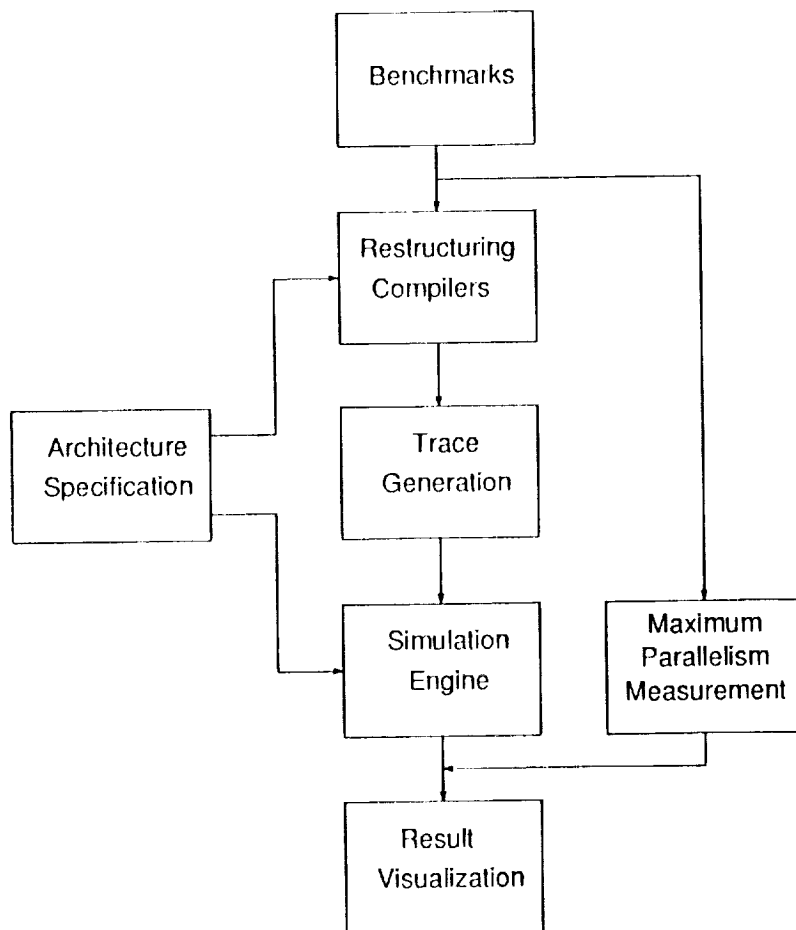 Benchmarks
Restructuring
Compilers
Architecture
Specification
Trace
Generation
Simulation
Engine
Maximum
Parallelism
Measurement
Result
Visualization